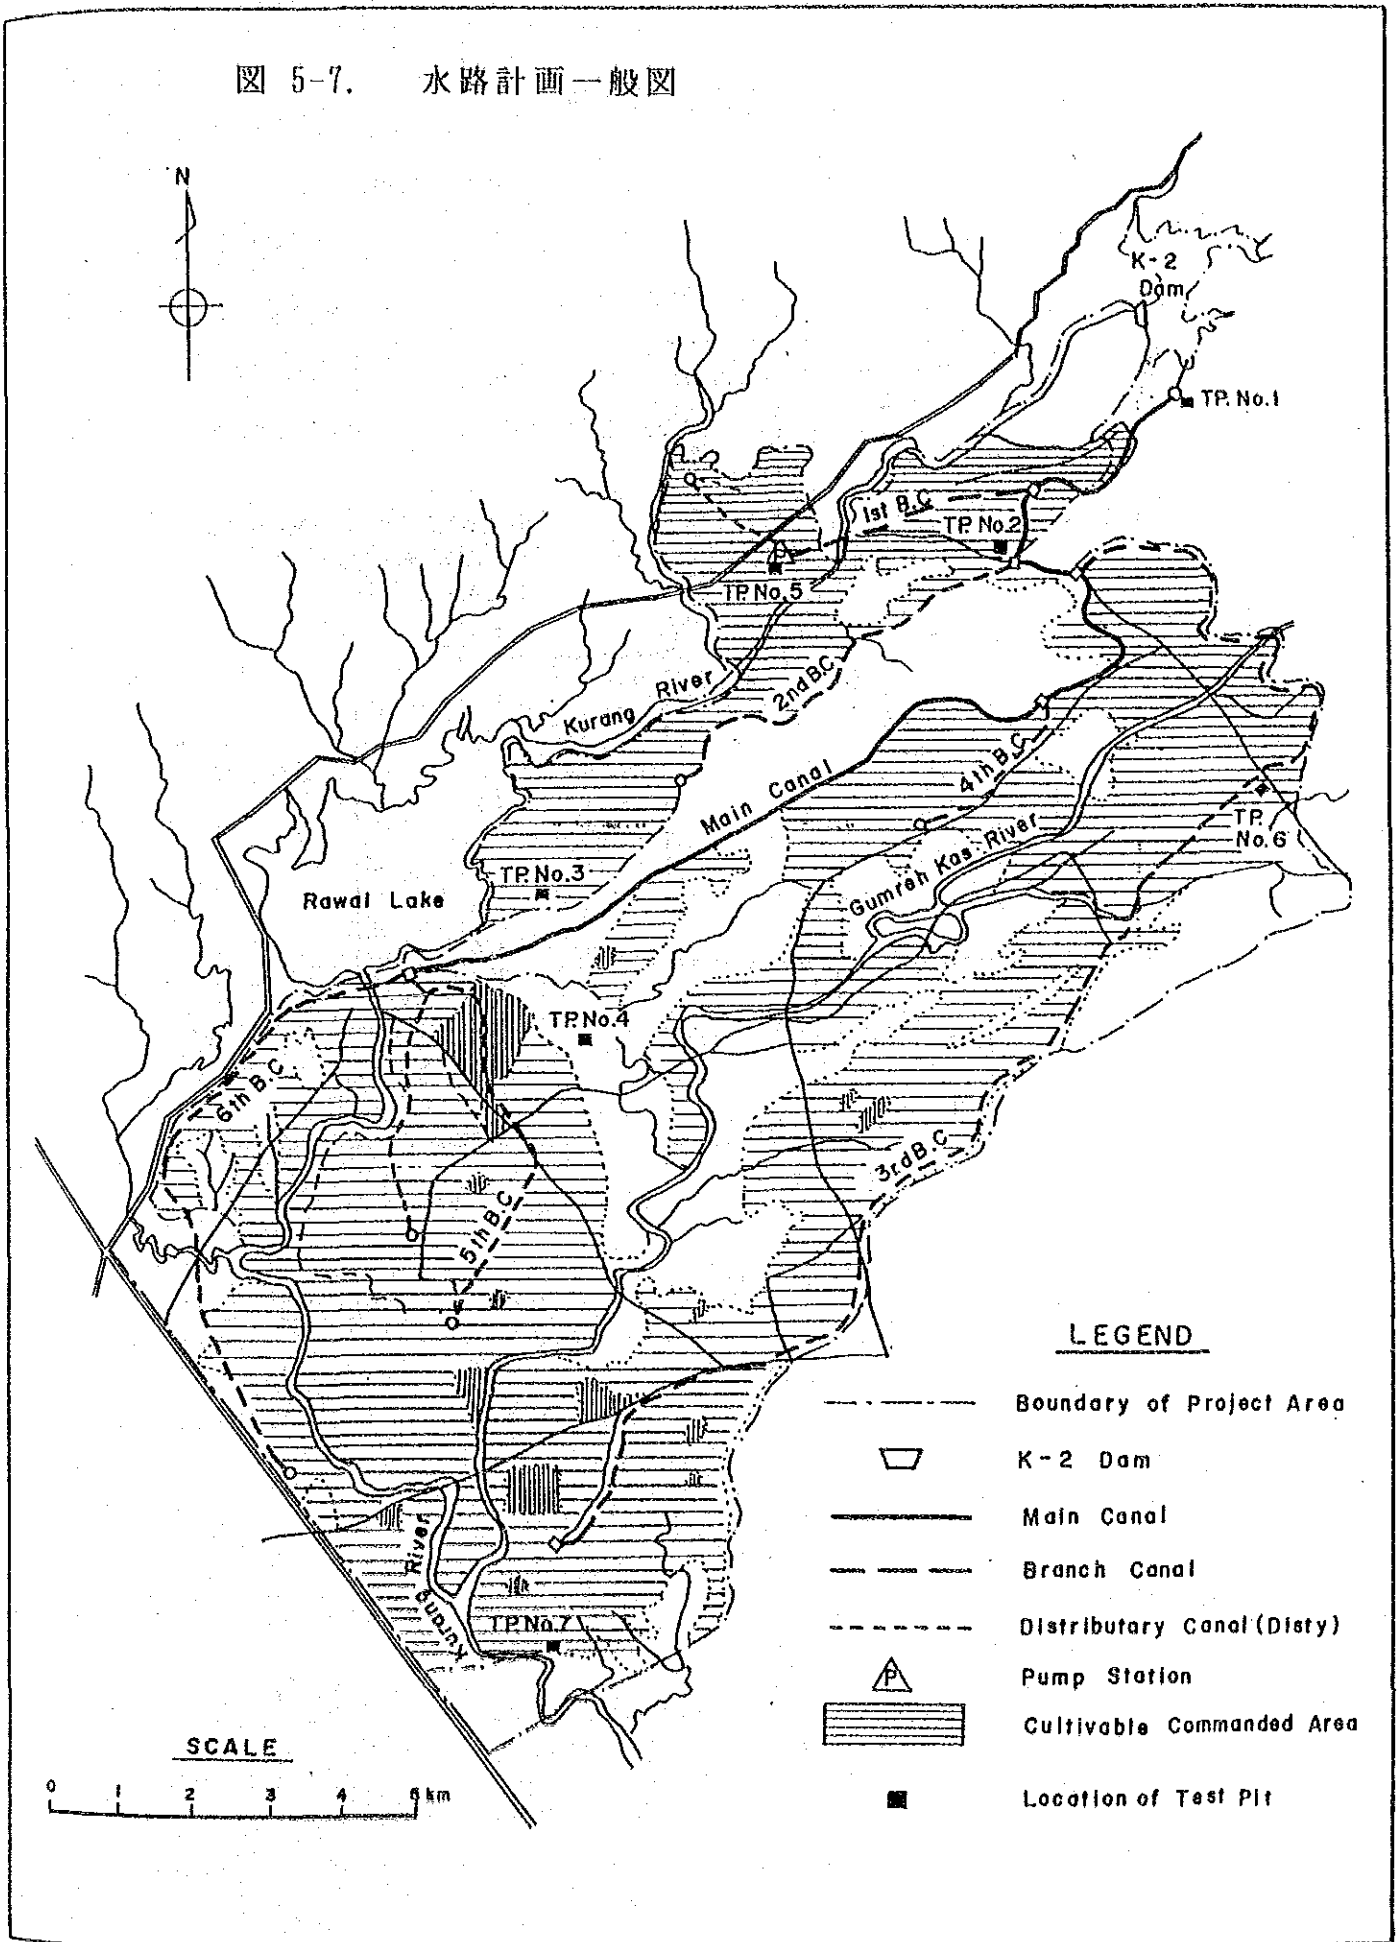 図 5-7. 水路計画一般図
N
K-2
Dam
TP. No.1
1st B.C
TP. No.2
TP. No.5
2nd B.C
Kurang River
Main Canal
4th B.C
Gumreh Kas River
TP.
No.6
TP. No.3
Rawal Lake
TP. No.4
6th B.C
3rd B.C
5th B.C
Kurang River
TP. No.7
LEGEND
Boundary of Project Area
K-2 Dam
Main Canal
Branch Canal
Distributary Canal (Disty)
P
Pump Station
Cultivable Commanded Area
Location of Test Pit
SCALE
0 1 2 3 4 5 km